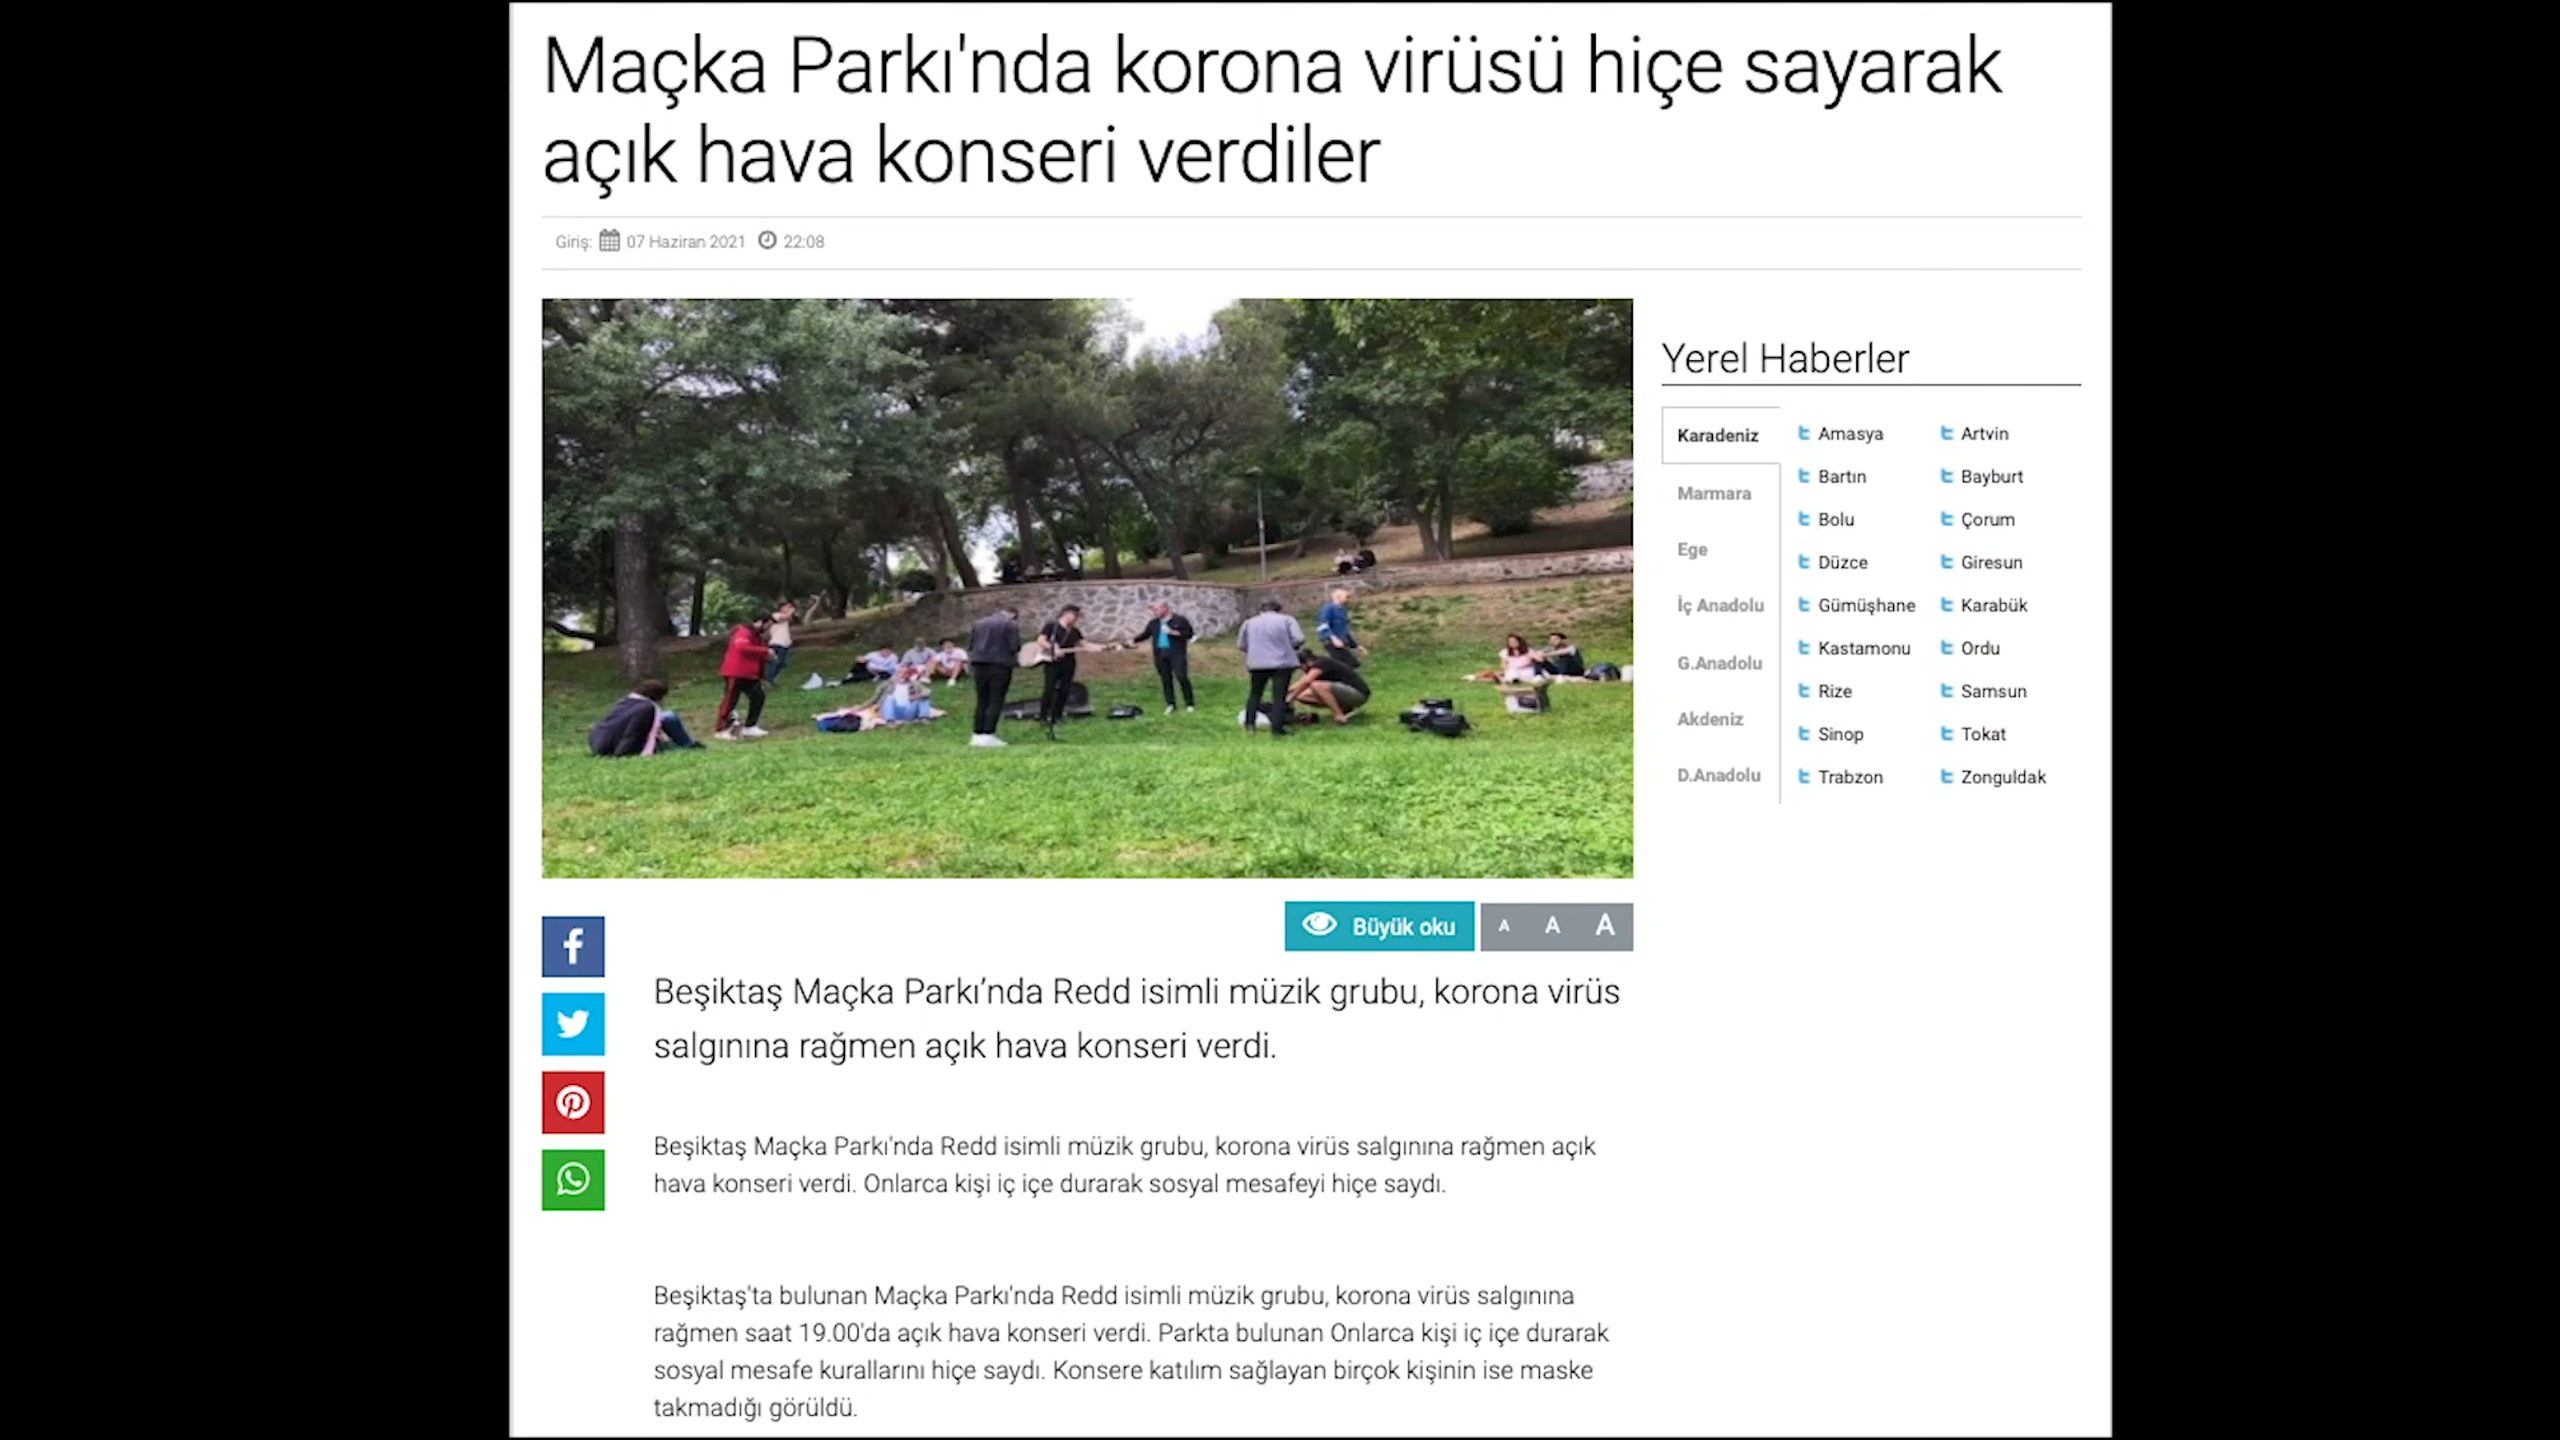 Maçka Parkı'nda korona virüsü hiçe sayarak
açık hava konseri verdiler
Giriş: 07 Haziran 2021 22:08
Yerel Haberler
Karadeniz
Marmara
Ege
İç Anadolu
G.Anadolu
Akdeniz
D.Anadolu
Amasya Artvin
Bartın Bayburt
Bolu Çorum
Düzce Giresun
Gümüşhane Karabük
Kastamonu Ordu
Rize Samsun
Sinop Tokat
Trabzon Zonguldak
Büyük oku A A A
Beşiktaş Maçka Parkı’nda Redd isimli müzik grubu, korona virüs
salgınına rağmen açık hava konseri verdi.
Beşiktaş Maçka Parkı'nda Redd isimli müzik grubu, korona virüs salgınına rağmen açık
hava konseri verdi. Onlarca kişi iç içe durarak sosyal mesafeyi hiçe saydı.
Beşiktaş'ta bulunan Maçka Parkı'nda Redd isimli müzik grubu, korona virüs salgınına
rağmen saat 19.00'da açık hava konseri verdi. Parkta bulunan Onlarca kişi iç içe durarak
sosyal mesafe kurallarını hiçe saydı. Konsere katılım sağlayan birçok kişinin ise maske
takmadığı görüldü.